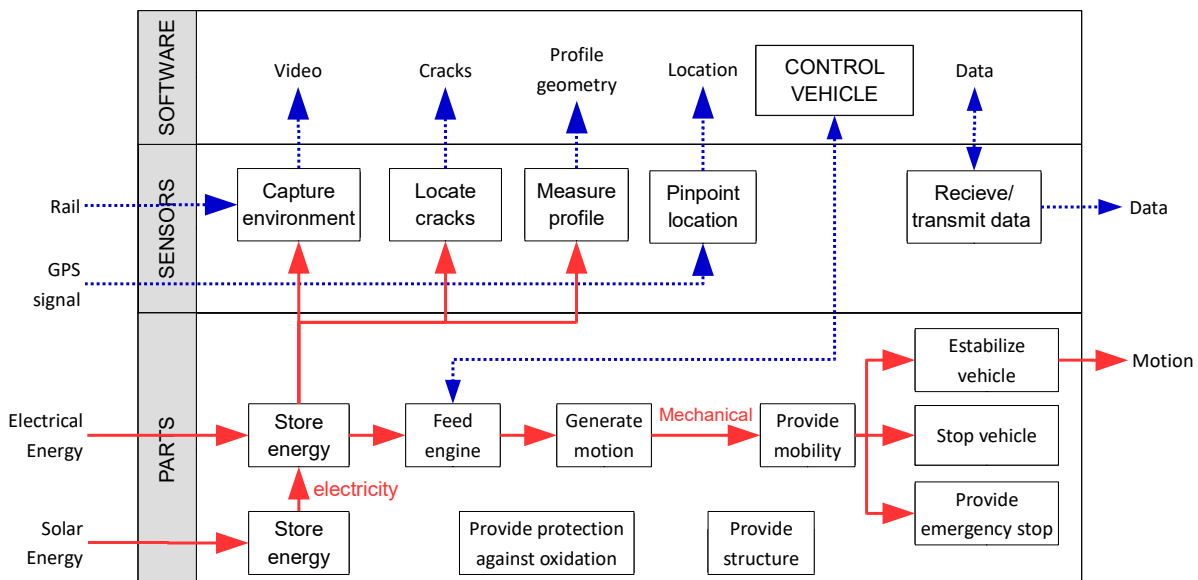 SOFTWARE
Video
Cracks
Profile
geometry
Location
CONTROL
VEHICLE
Data
SENSORS
Rail
Capture
environment
Locate
cracks
Measure
profile
Pinpoint
location
Recieve/
transmit data
Data
GPS
signal
PARTS
Estabilize
vehicle
Motion
Electrical
Energy
Store
energy
Feed
engine
Generate
motion
Mechanical
Provide
mobility
Stop vehicle
electricity
Solar
Energy
Store
energy
Provide protection
against oxidation
Provide
structure
Provide
emergency stop